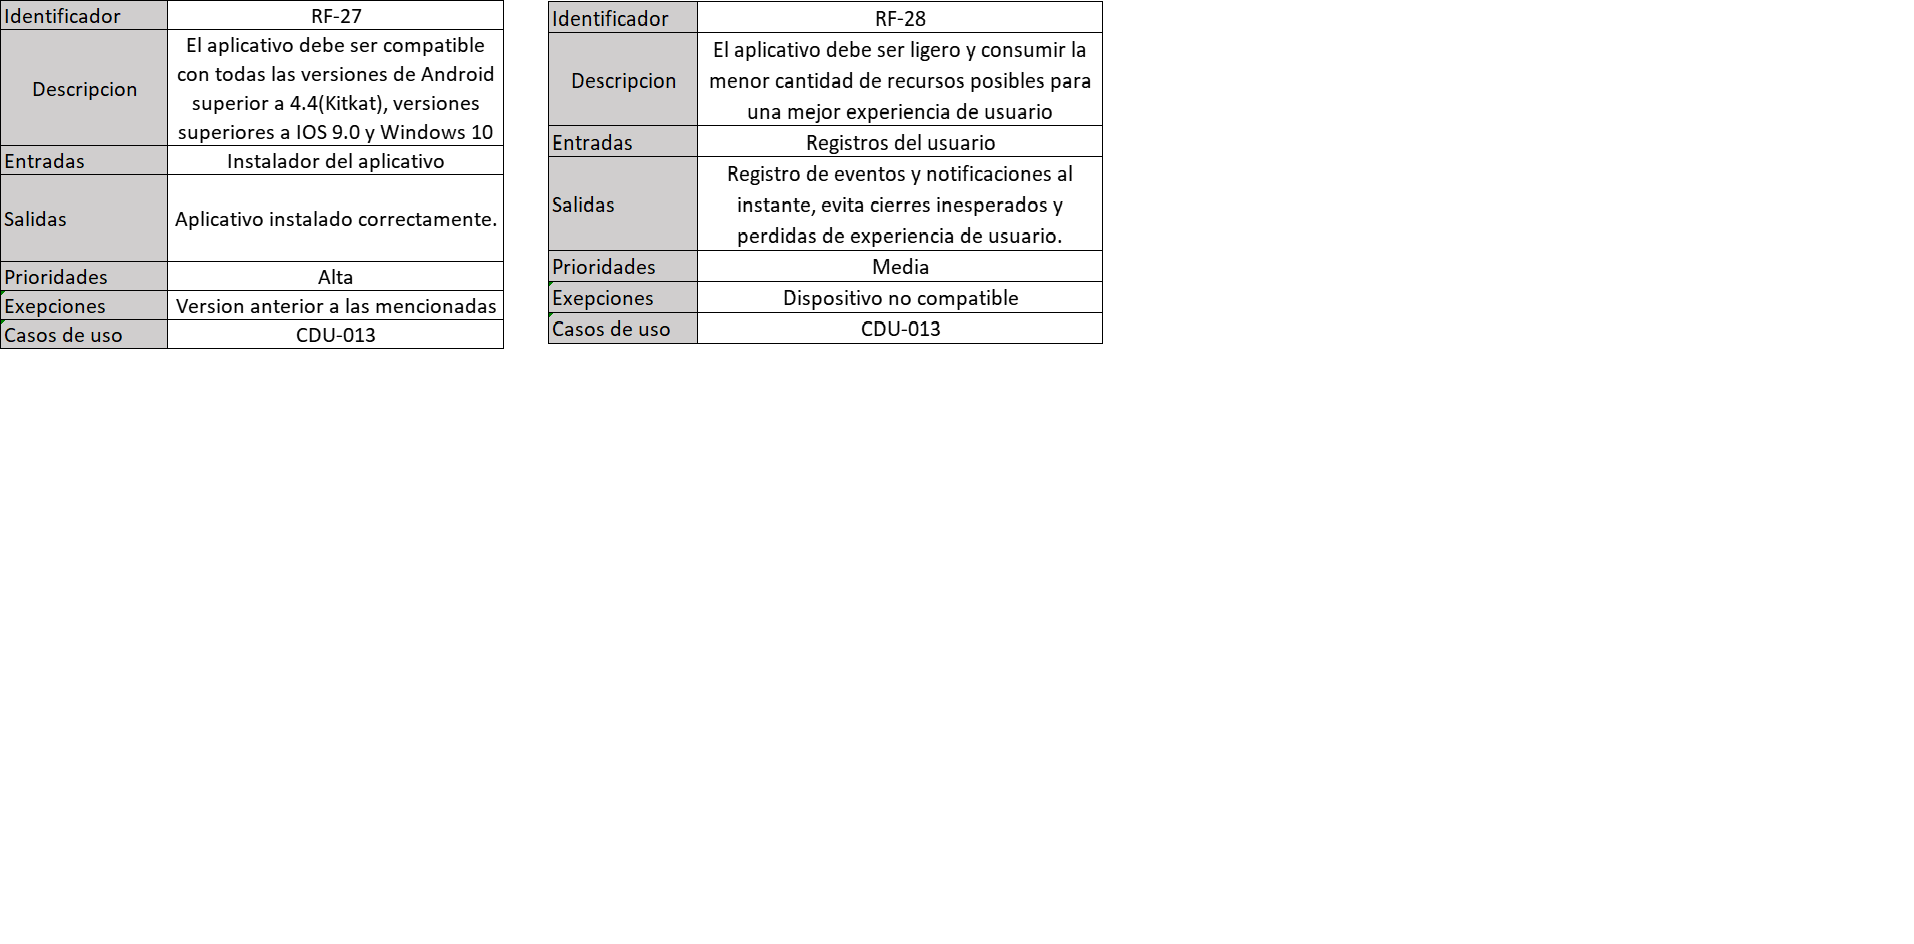 Identificador
RF-27
Descripcion
El aplicativo debe ser compatible
con todas las versiones de Android
superior a 4.4(Kitkat), versiones
superiores a IOS 9.0 y Windows 10
Entradas
Instalador del aplicativo
Salidas
Aplicativo instalado correctamente.
Prioridades
Alta
Exepciones
Version anterior a las mencionadas
Casos de uso
CDU-013
Identificador
RF-28
Descripcion
El aplicativo debe ser ligero y consumir la
menor cantidad de recursos posibles para
una mejor experiencia de usuario
Entradas
Registros del usuario
Salidas
Registro de eventos y notificaciones al
instante, evita cierres inesperados y
perdidas de experiencia de usuario.
Prioridades
Media
Exepciones
Dispositivo no compatible
Casos de uso
CDU-013